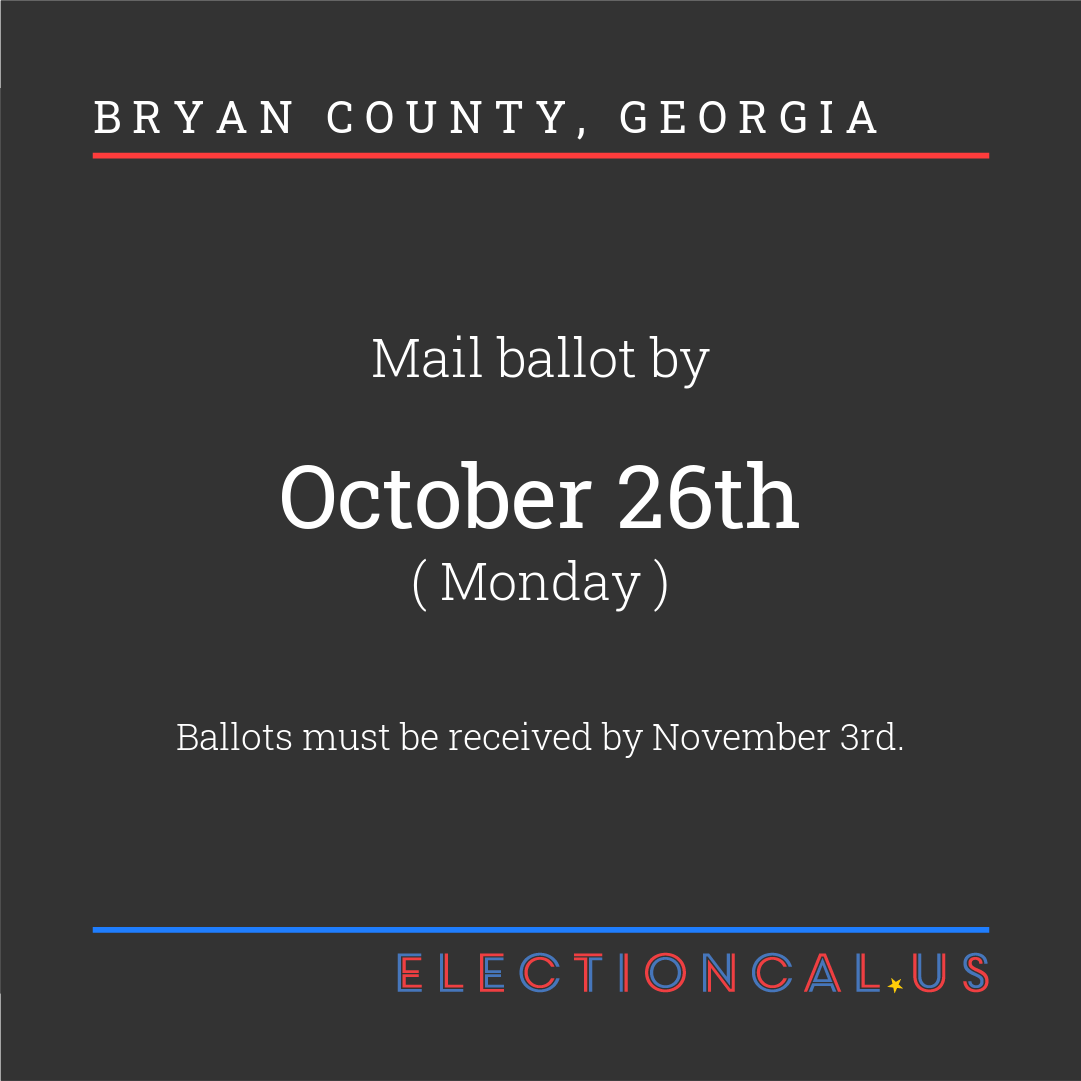 BRYAN COUNTY, GEORGIA
Mail ballot by
October 26th
( Monday )
Ballots must be received by November 3rd.
ELECTIONCAL.US